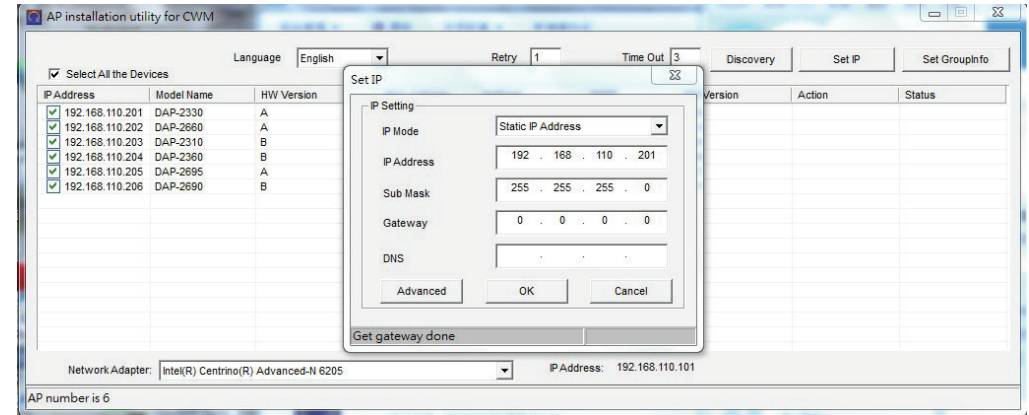 AP installation utility for CWM
Language English Retry 1 Time Out 3 Discovery Set IP Set GroupInfo
Select All the Devices
IP Address Model Name HW Version Version Action Status
192.168.110.201 DAP-2330 A
192.168.110.202 DAP-2660 A
192.168.110.203 DAP-2310 B
192.168.110.204 DAP-2360 B
192.168.110.205 DAP-2695 A
192.168.110.206 DAP-2690 B
Set IP
IP Setting
IP Mode Static IP Address
IP Address 192 . 168 . 110 . 201
Sub Mask 255 . 255 . 255 . 0
Gateway 0 . 0 . 0 . 0
DNS . . .
Advanced OK Cancel
Get gateway done
Network Adapter: Intel(R) Centrino(R) Advanced-N 6205 IP Address: 192.168.110.101
AP number is 6